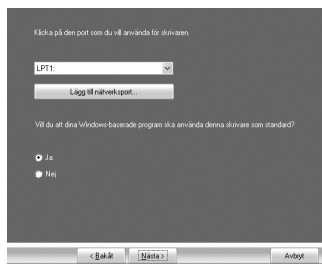 Klicka på den port som du vill använda för skrivaren.
LPT1:
Lägg till nätverksport...
Vill du att dina Windows-baserade program ska använda denna skrivare som standard?
Ja
Nej
< Bakåt Nästa > Avbryt